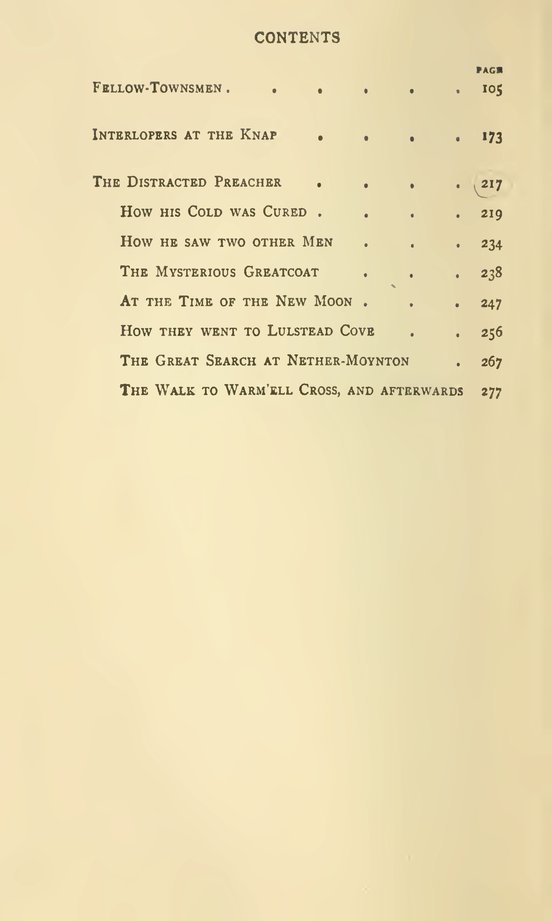 CONTENTS
PAGE
FELLOW-TOWNSMEN . . . . . . 105
INTERLOPERS AT THE KNAP . . . . 173
THE DISTRACTED PREACHER . . . . 217
HOW HIS COLD WAS CURED . . . . 219
HOW HE SAW TWO OTHER MEN . . . 234
THE MYSTERIOUS GREATCOAT . . . 238
AT THE TIME OF THE NEW MOON . . . 247
HOW THEY WENT TO LULSTEAD COVE . . 256
THE GREAT SEARCH AT NETHER-MOYNTON . 267
THE WALK TO WARM'ELL CROSS, AND AFTERWARDS 277